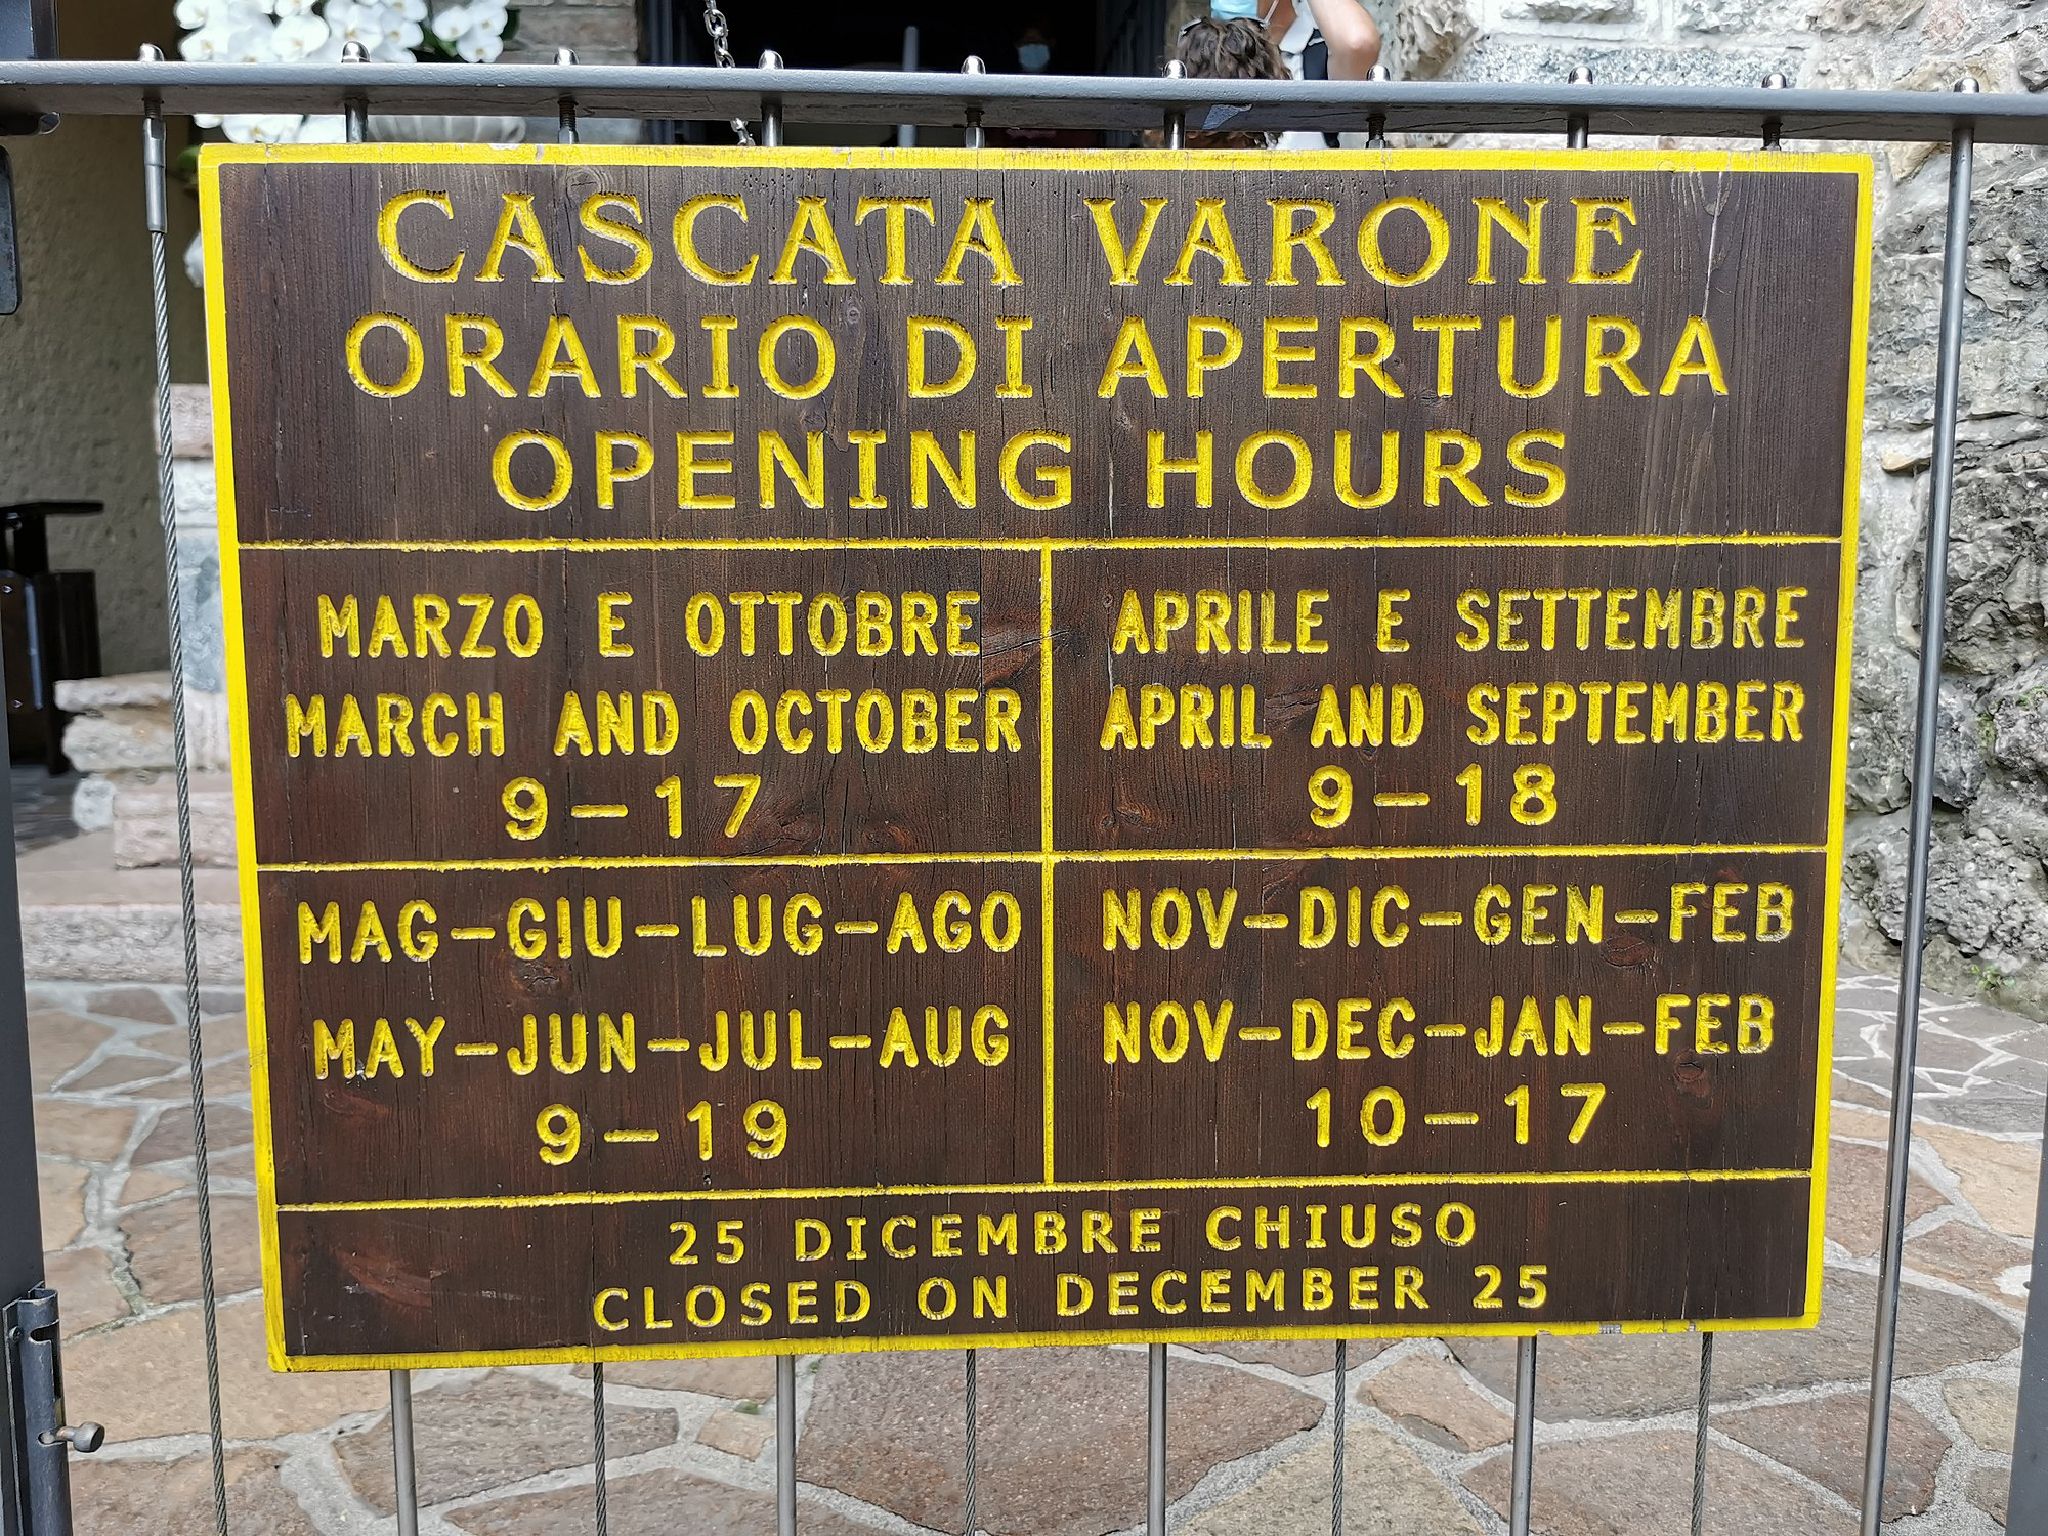 CASCATA VARONE
ORARIO DI APERTURA
OPENING HOURS
MARZO E OTTOBRE
MARCH AND OCTOBER
9-17
APRILE E SETTEMBRE
APRIL AND SEPTEMBER
9-18
MAG-GIU-LUG-AGO
MAY-JUN-JUL-AUG
9-19
NOV-DIC-GEN-FEB
NOV-DEC-JAN-FEB
10-17
25 DICEMBRE CHIUSO
CLOSED ON DECEMBER 25